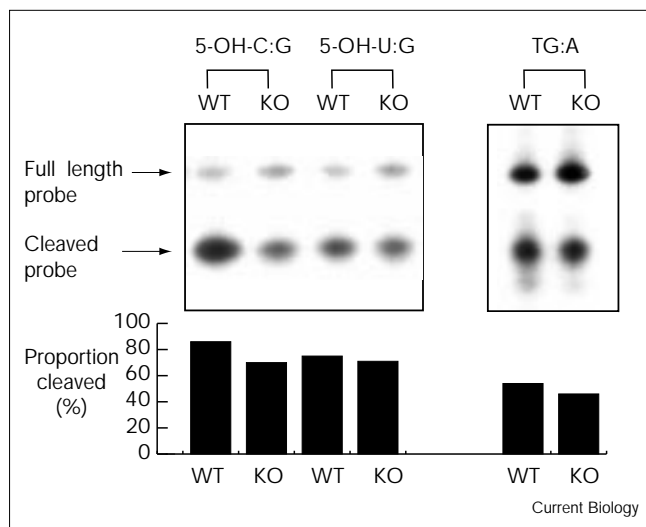 5-OH-C:G 5-OH-U:G TG:A
WT KO WT KO WT KO
Full length
probe
Cleaved
probe
100
80
60
40
20
0
Proportion
cleaved
(%)
WT KO WT KO WT KO
Current Biology